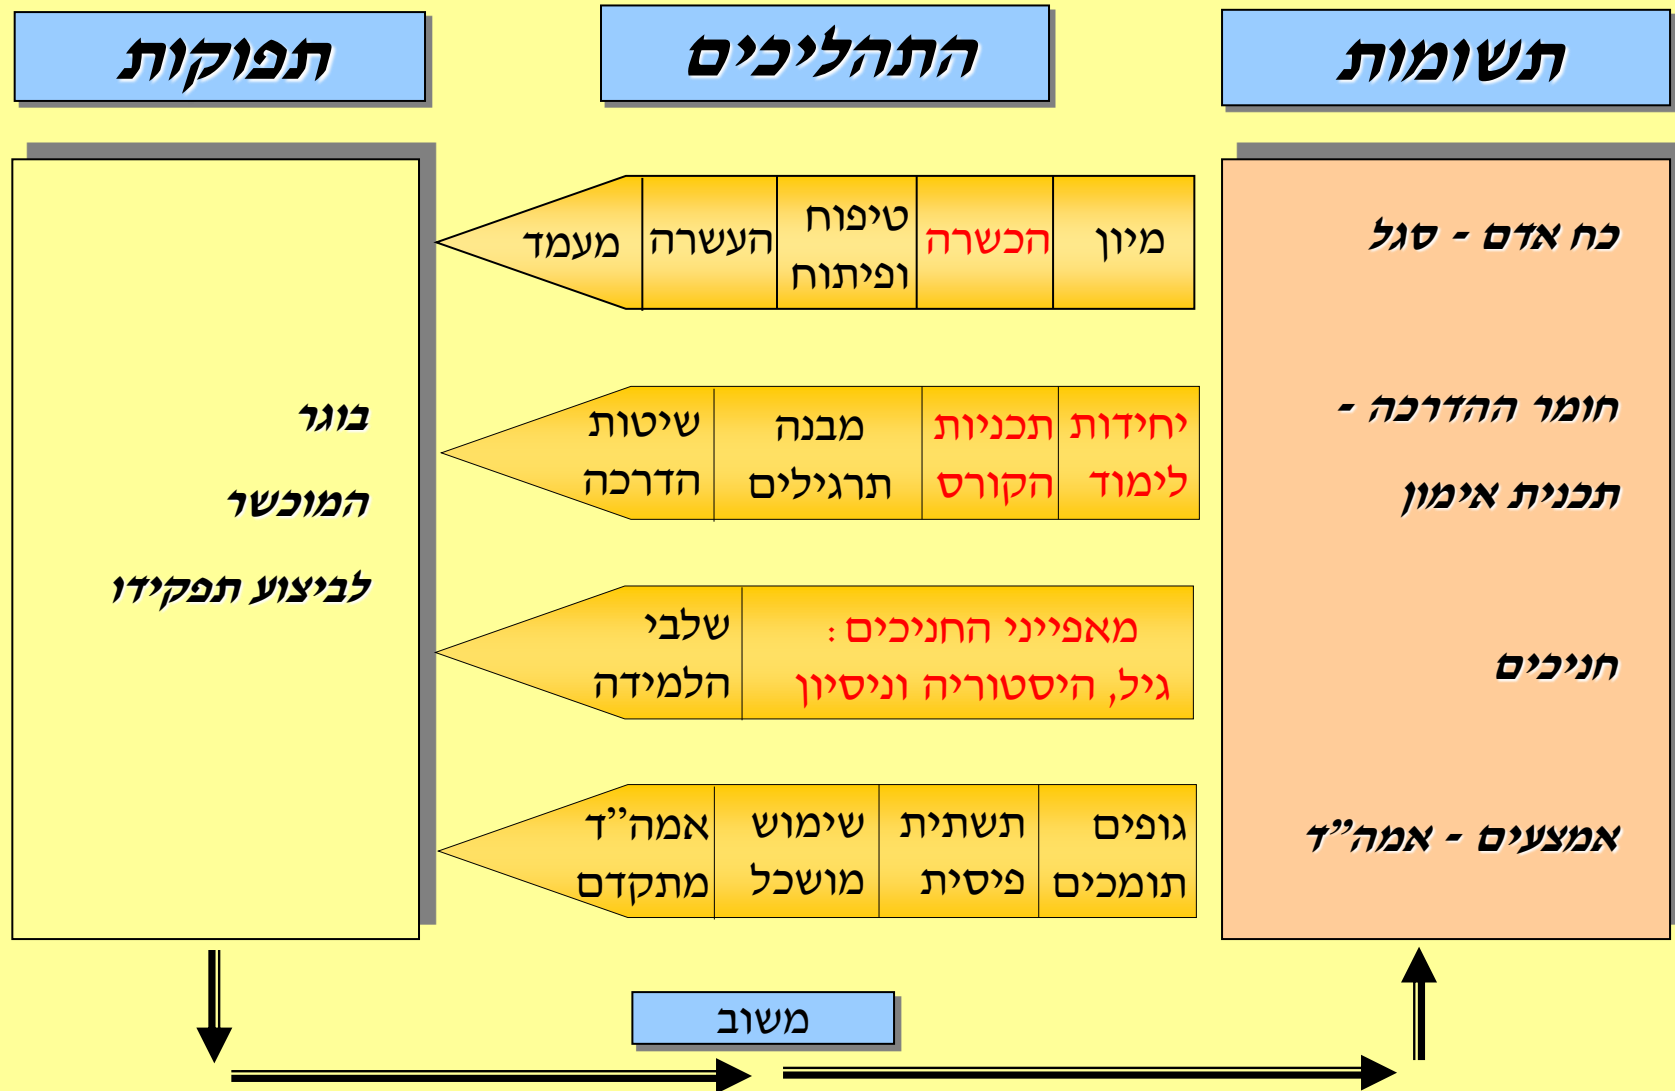 תשומות
התהליכים
תפוקות
כח אדם - סגל
חומר ההדרכה -
תכנית אימון
חניכים
אמצעים - אמה”ד
מיון
הכשרה
טיפוח
ופיתוח
העשרה
מעמד
יחידות
לימוד
תכניות
הקורס
מבנה
תרגילים
שיטות
הדרכה
מאפייני החניכים:
גיל, היסטוריה וניסיון
שלבי
הלמידה
גופים
תומכים
תשתית
פיסית
שימוש
מושכל
אמה”ד
מתקדם
בוגר
המוכשר
לביצוע תפקידו
משוב